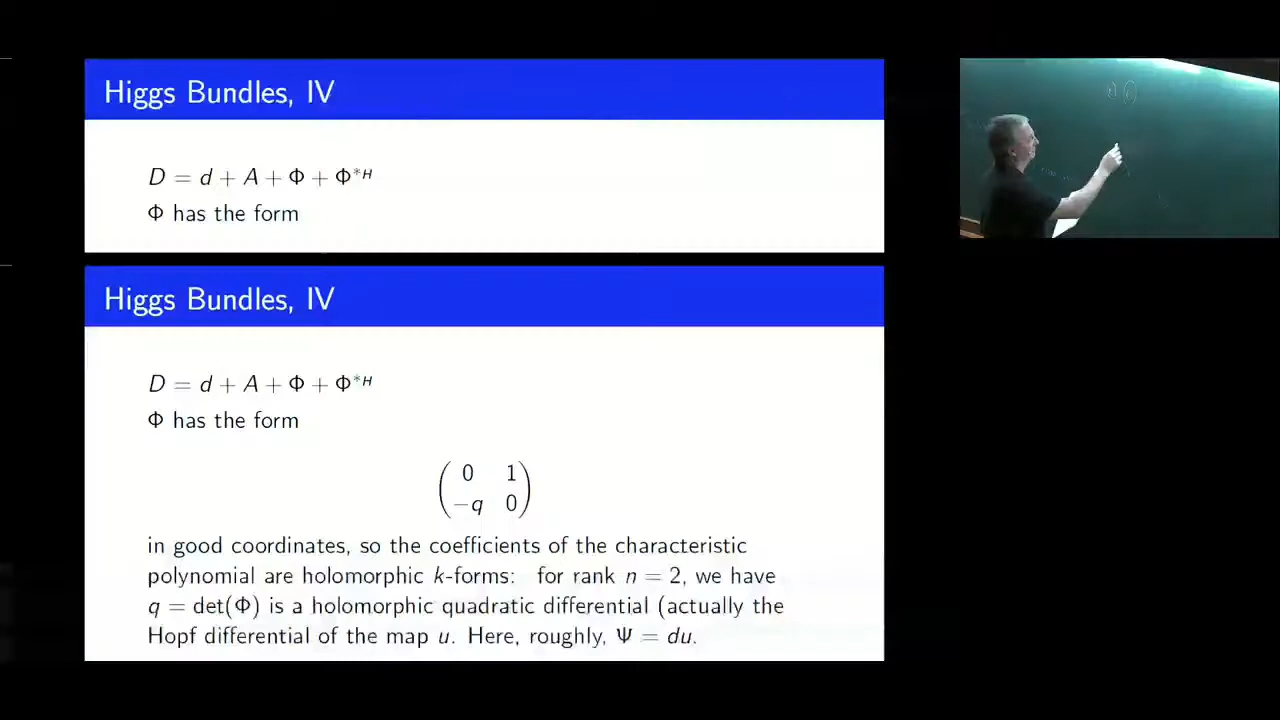 Higgs Bundles, IV
D = d + A + Φ + Φ*ᴴ
Φ has the form
Higgs Bundles, IV
D = d + A + Φ + Φ*ᴴ
Φ has the form
0 1
−q 0
in good coordinates, so the coefficients of the characteristic
polynomial are holomorphic k-forms: for rank n = 2, we have
q = det(Φ) is a holomorphic quadratic differential (actually the
Hopf differential of the map u. Here, roughly, Ψ = du.